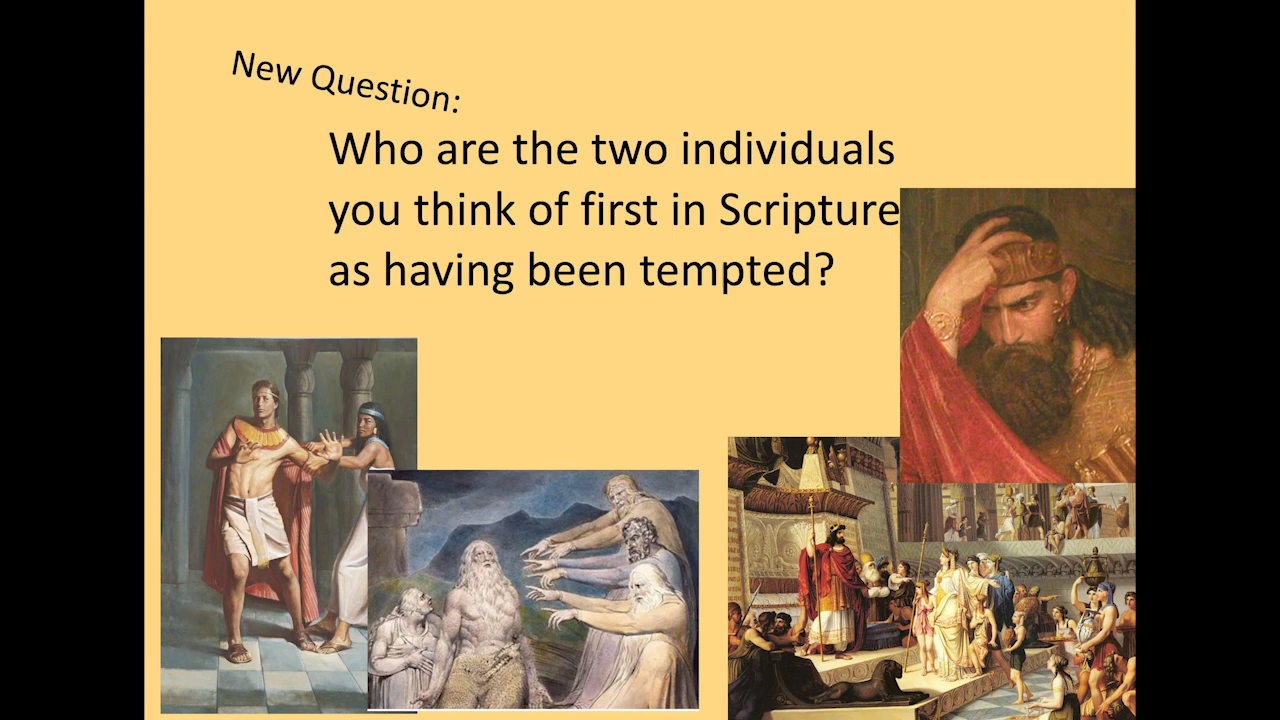 New Question:
Who are the two individuals
you think of first in Scripture
as having been tempted?